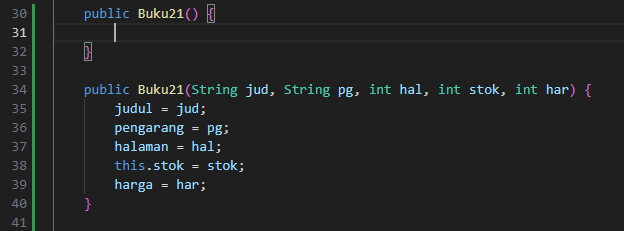 30 public Buku21() {
31
32 }
33
34 public Buku21(String jud, String pg, int hal, int stok, int har) {
35 judul = jud;
36 pengarang = pg;
37 halaman = hal;
38 this.stok = stok;
39 harga = har;
40 }
41